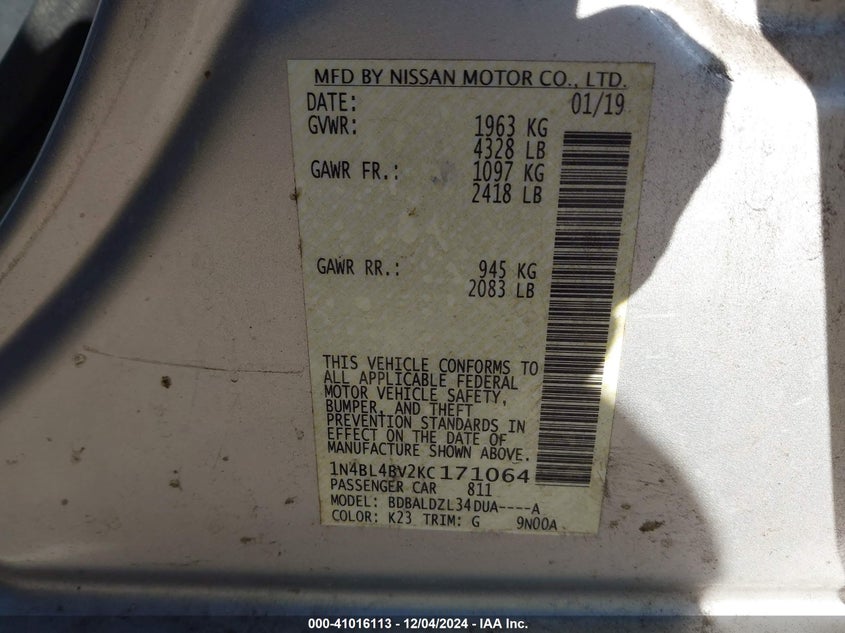 MFD BY NISSAN MOTOR CO., LTD.
DATE: 01/19
GVWR: 1963 KG
4328 LB
GAWR FR.: 1097 KG
2418 LB
GAWR RR.: 945 KG
2083 LB
THIS VEHICLE CONFORMS TO
ALL APPLICABLE FEDERAL
MOTOR VEHICLE SAFETY,
BUMPER, AND THEFT
PREVENTION STANDARDS IN
EFFECT ON THE DATE OF
MANUFACTURE SHOWN ABOVE.
1N4BL4BV2KC171064
PASSENGER CAR 811
MODEL: BDBALDZL34DUA----A
COLOR: K23 TRIM: G 9N00A
000-41016113 - 12/04/2024 - IAA Inc.